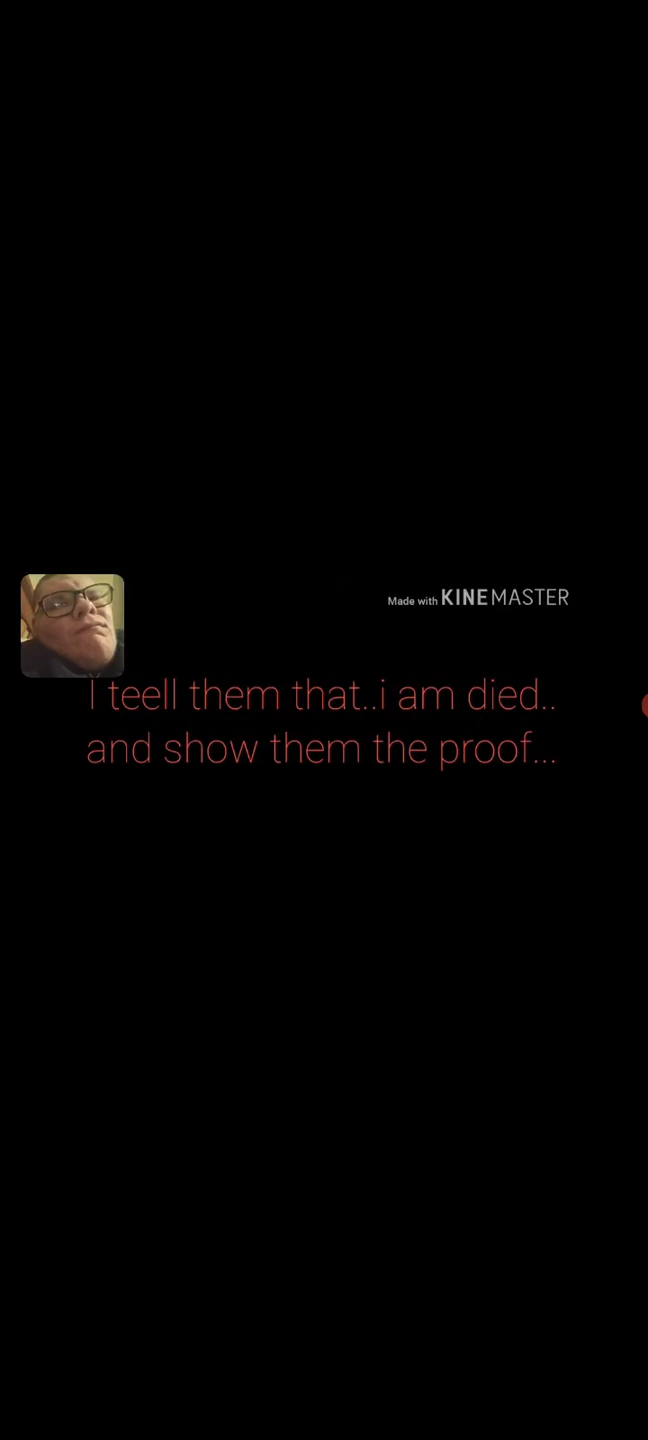 Made with KINEMASTER
I teell them that..i am died..
and show them the proof...